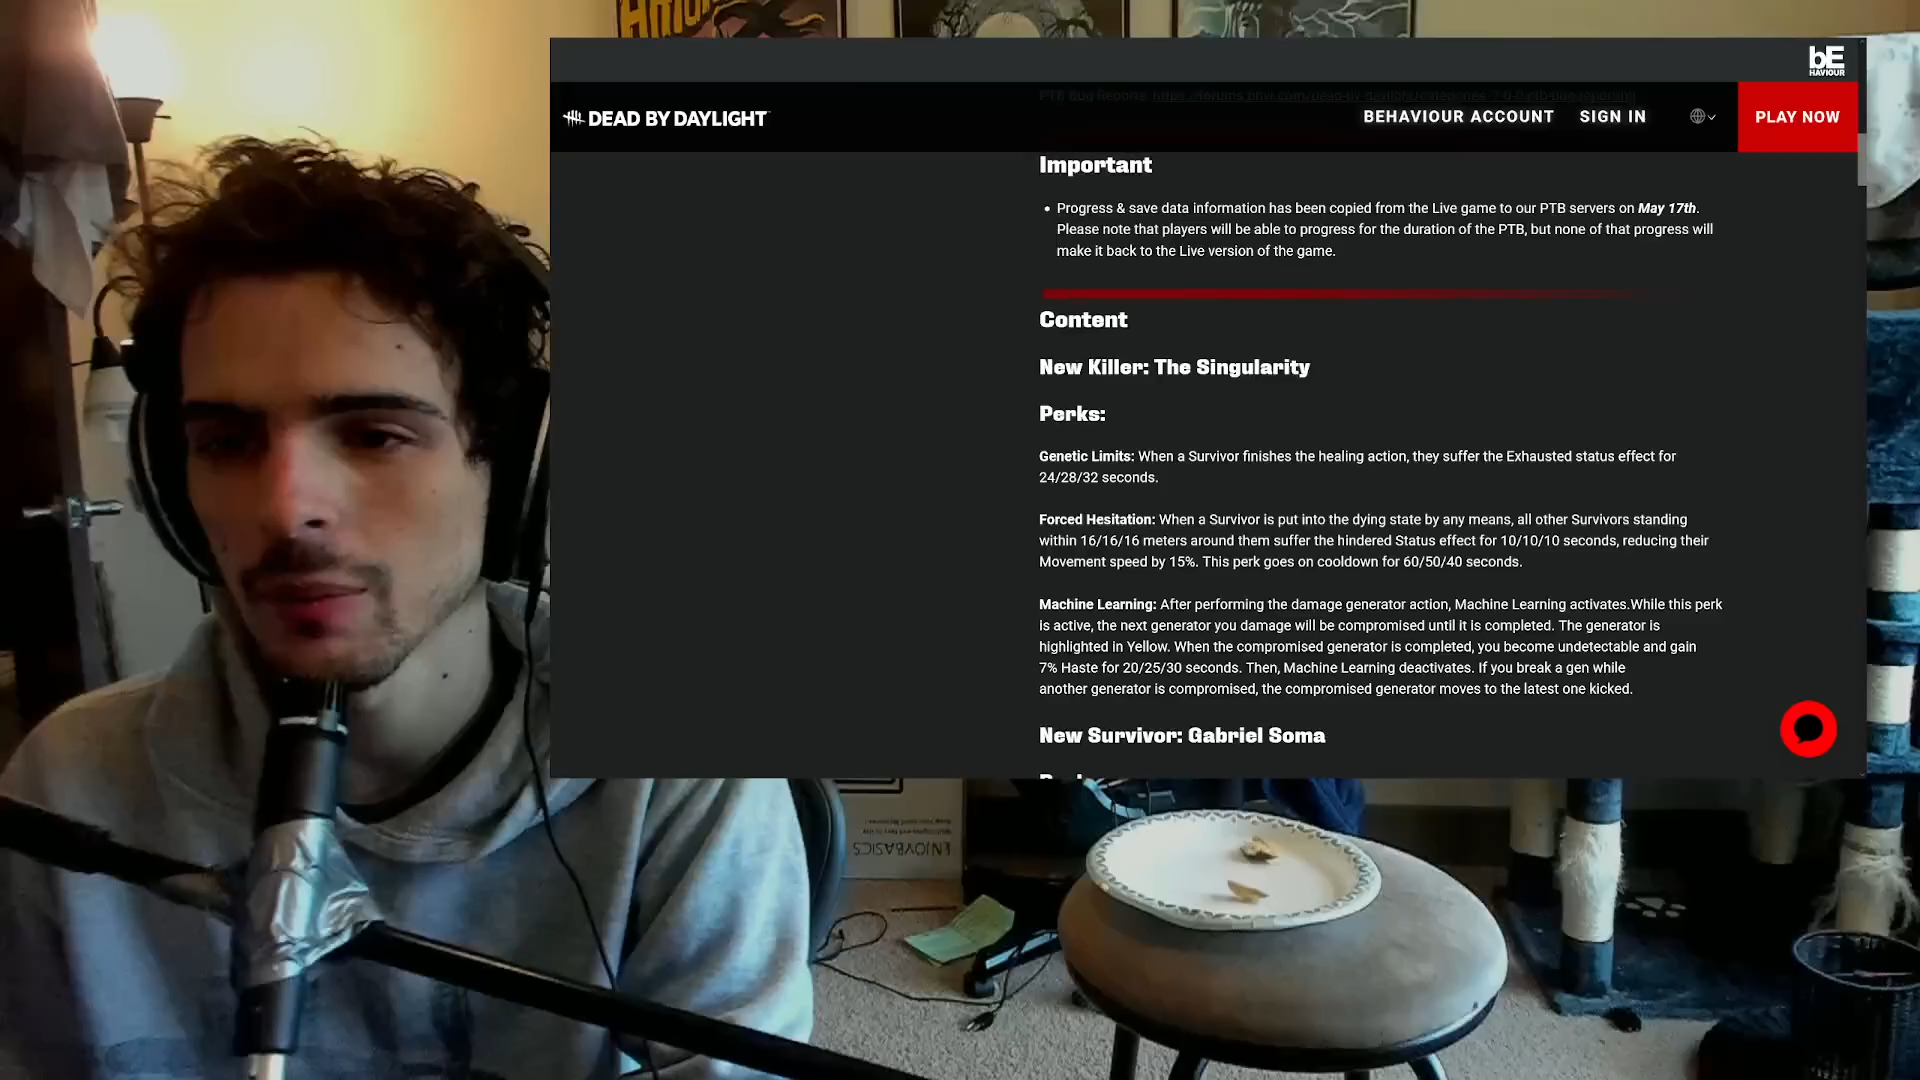 bE
HAVIOUR
DEAD BY DAYLIGHT
BEHAVIOUR ACCOUNT
SIGN IN
PLAY NOW
PTB Bug Reports:
Important
• Progress & save data information has been copied from the Live game to our PTB servers on May 17th.
Please note that players will be able to progress for the duration of the PTB, but none of that progress will
make it back to the Live version of the game.
Content
New Killer: The Singularity
Perks:
Genetic Limits: When a Survivor finishes the healing action, they suffer the Exhausted status effect for
24/28/32 seconds.
Forced Hesitation: When a Survivor is put into the dying state by any means, all other Survivors standing
within 16/16/16 meters around them suffer the hindered Status effect for 10/10/10 seconds, reducing their
Movement speed by 15%. This perk goes on cooldown for 60/50/40 seconds.
Machine Learning: After performing the damage generator action, Machine Learning activates.While this perk
is active, the next generator you damage will be compromised until it is completed. The generator is
highlighted in Yellow. When the compromised generator is completed, you become undetectable and gain
7% Haste for 20/25/30 seconds. Then, Machine Learning deactivates. If you break a gen while
another generator is compromised, the compromised generator moves to the latest one kicked.
New Survivor: Gabriel Soma
ENJOYBASICS